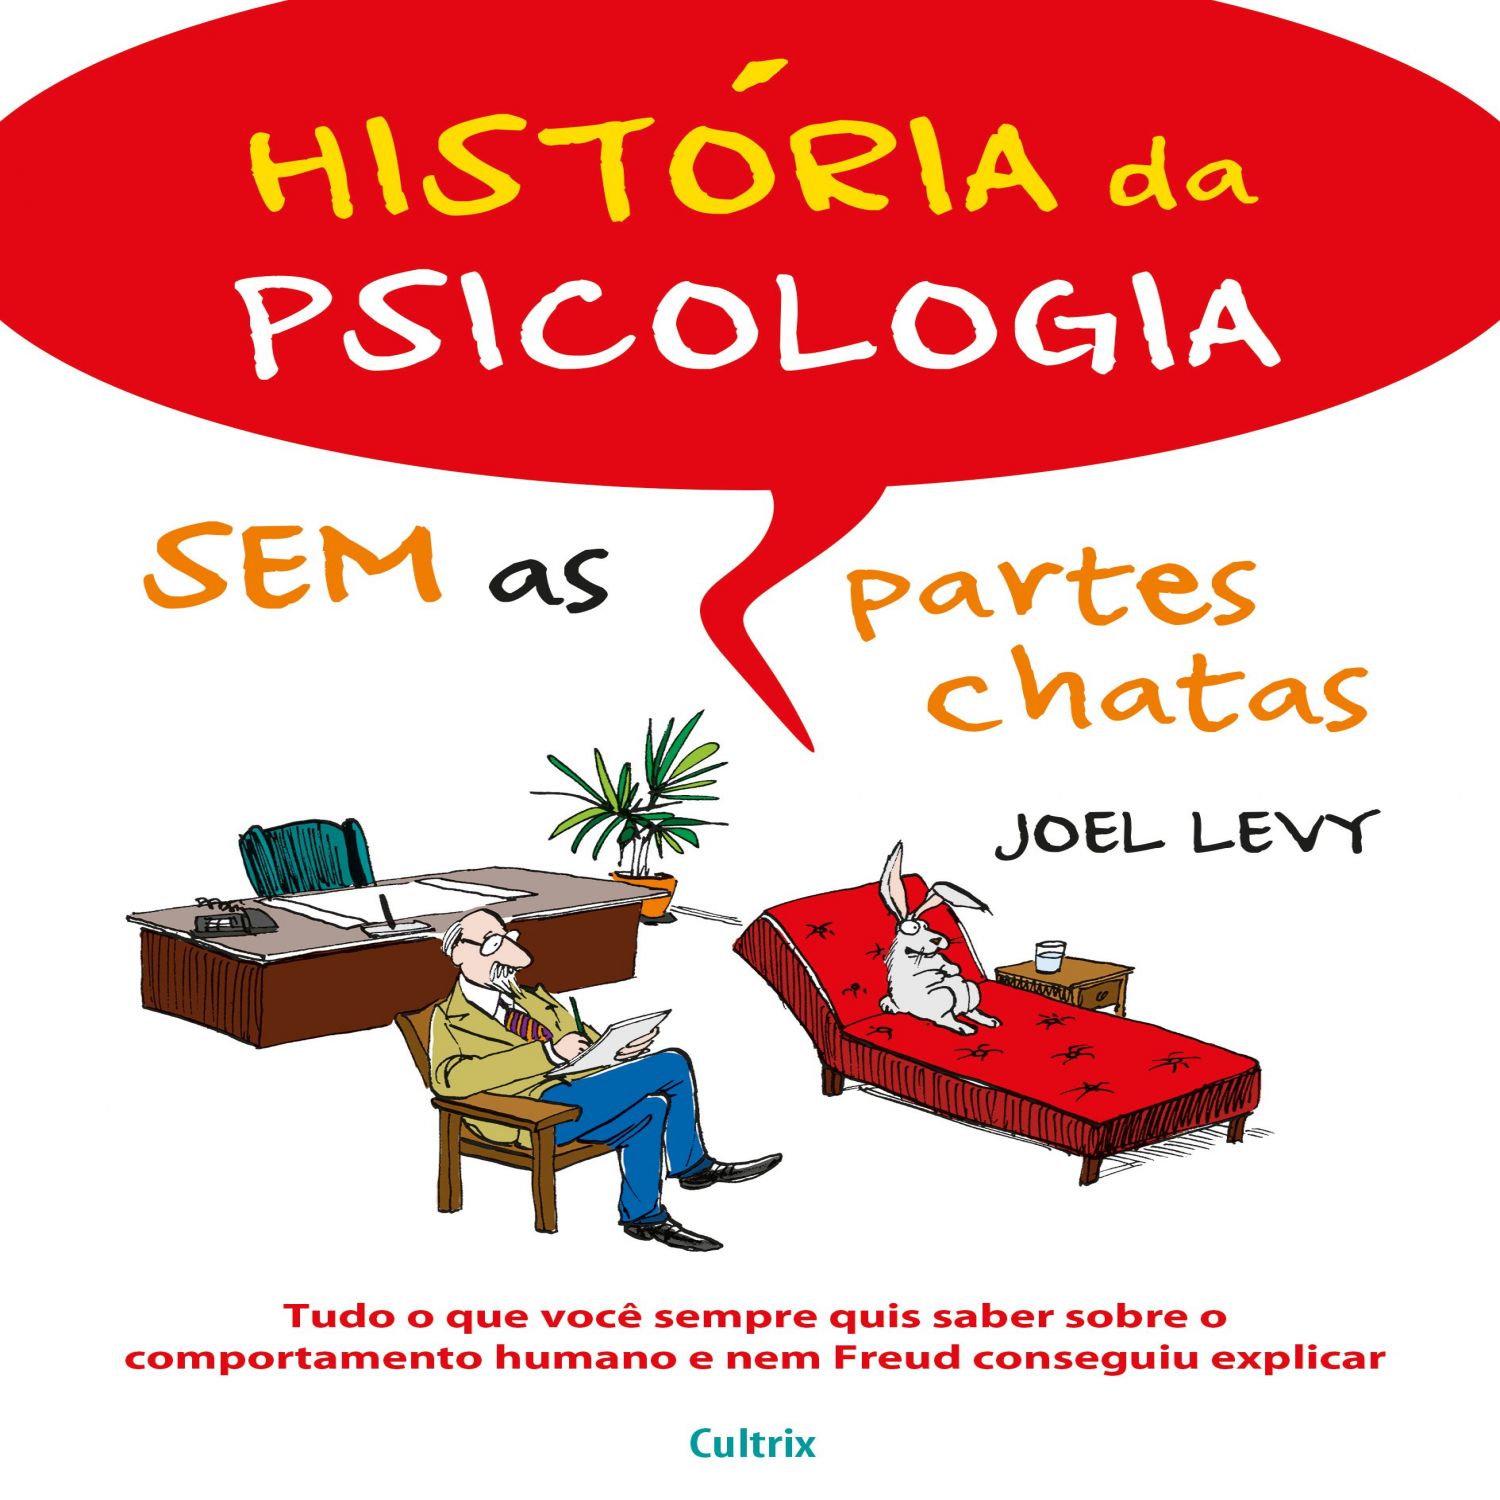 HISTÓRIA da
PSICOLOGIA
SEM as partes
chatas
JOEL LEVY
Tudo o que você sempre quis saber sobre o
comportamento humano e nem Freud conseguiu explicar
Cultrix